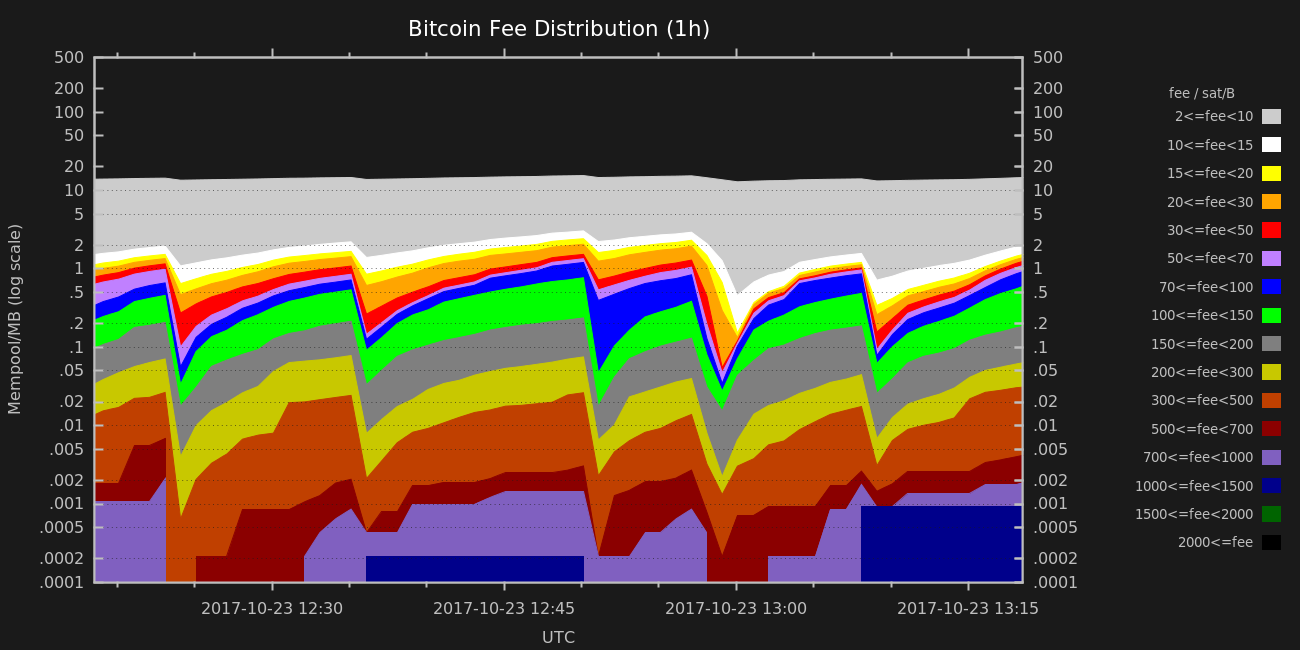 Bitcoin Fee Distribution (1h)
500 500
200 200
100 100
50 50
20 20
10 10
5 5
2 2
1 1
.5 .5
.2 .2
.1 .1
.05 .05
.02 .02
.01 .01
.005 .005
.002 .002
.001 .001
.0005 .0005
.0002 .0002
.0001 .0001
Mempool/MB (log scale)
2017-10-23 12:30 2017-10-23 12:45 2017-10-23 13:00 2017-10-23 13:15
UTC
fee / sat/B
2<=fee<10
10<=fee<15
15<=fee<20
20<=fee<30
30<=fee<50
50<=fee<70
70<=fee<100
100<=fee<150
150<=fee<200
200<=fee<300
300<=fee<500
500<=fee<700
700<=fee<1000
1000<=fee<1500
1500<=fee<2000
2000<=fee